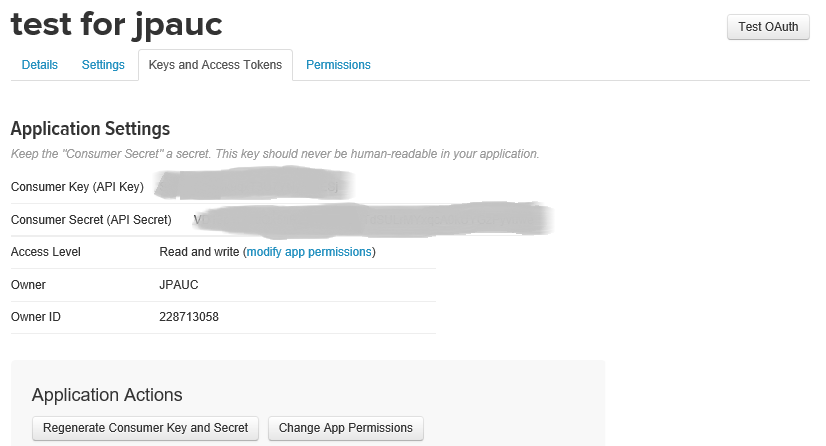 test for jpauc
Test OAuth
Details Settings Keys and Access Tokens Permissions
Application Settings
Keep the "Consumer Secret" a secret. This key should never be human-readable in your application.
Consumer Key (API Key)
Consumer Secret (API Secret)
Access Level Read and write (modify app permissions)
Owner JPAUC
Owner ID 228713058
Application Actions
Regenerate Consumer Key and Secret Change App Permissions